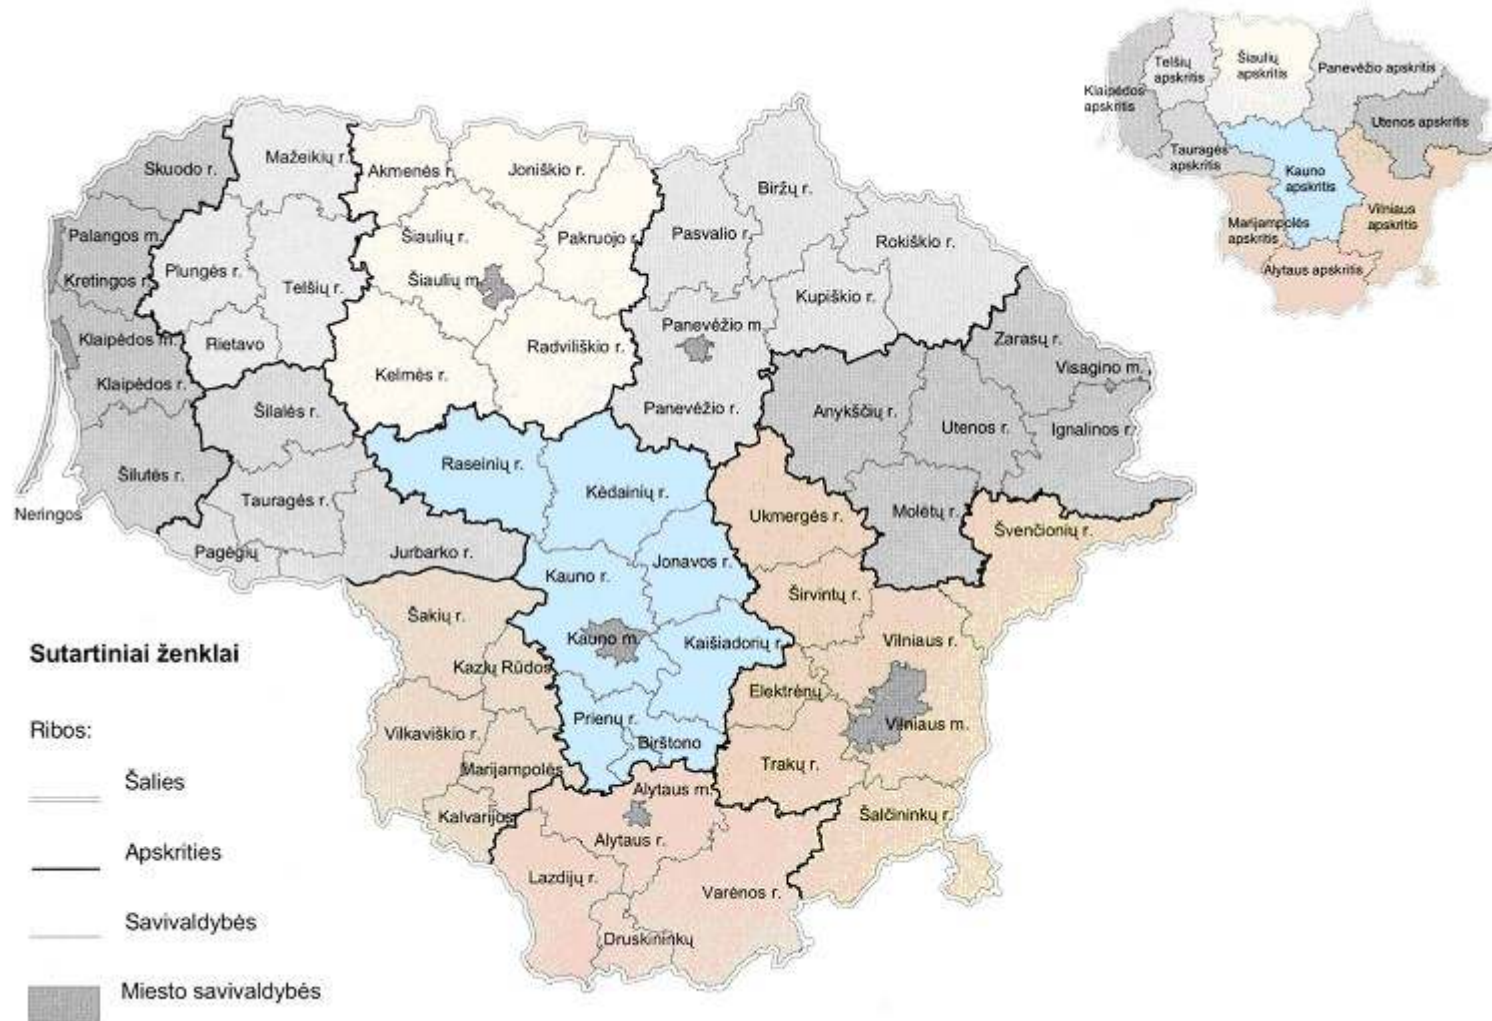 Telšių
apskritis
Šiaulių
apskritis
Panevėžio apskritis
Klaipėdos
apskritis
Utenos apskritis
Tauragės
apskritis
Kauno
apskritis
Marijampolės
apskritis
Vilniaus
apskritis
Alytaus apskritis
Skuodo r.
Mažeikių r.
Akmenės r.
Joniškio r.
Biržų r.
Palangos m.
Šiaulių r.
Pakruojo r.
Pasvalio r.
Rokiškio r.
Kretingos r.
Plungės r.
Telšių r.
Šiaulių m.
Kupiškio r.
Klaipėdos m.
Rietavo
Radviliškio r.
Panevėžio m.
Zarasų r.
Visagino m.
Klaipėdos r.
Kelmės r.
Šilalės r.
Panevėžio r.
Anykščių r.
Utenos r.
Ignalinos r.
Šilutės r.
Raseinių r.
Kėdainių r.
Neringos
Tauragės r.
Ukmergės r.
Molėtų r.
Švenčionių r.
Pagėgių
Jurbarko r.
Kauno r.
Jonavos r.
Šakių r.
Širvintų r.
Kauno m.
Kaišiadorių r.
Vilniaus r.
Kazlų Rūdos
Elektrėnų
Vilkaviškio r.
Prienų r.
Birštono
Vilniaus m.
Marijampolės
Trakų r.
Kalvarijos
Alytaus m.
Alytaus r.
Šalčininkų r.
Lazdijų r.
Varėnos r.
Druskininkų
Sutartiniai ženklai
Ribos:
Šalies
Apskrities
Savivaldybės
Miesto savivaldybės